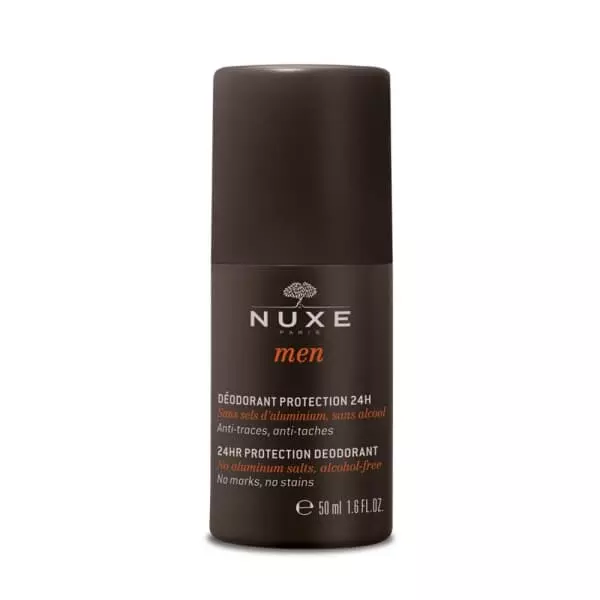 NUXE
PARIS
men
DÉODORANT PROTECTION 24H
Sans sels d'aluminium, sans alcool
Anti-traces, anti-taches
24HR PROTECTION DEODORANT
No aluminum salts, alcohol-free
No marks, no stains
e 50 ml 1.6 FL.OZ.